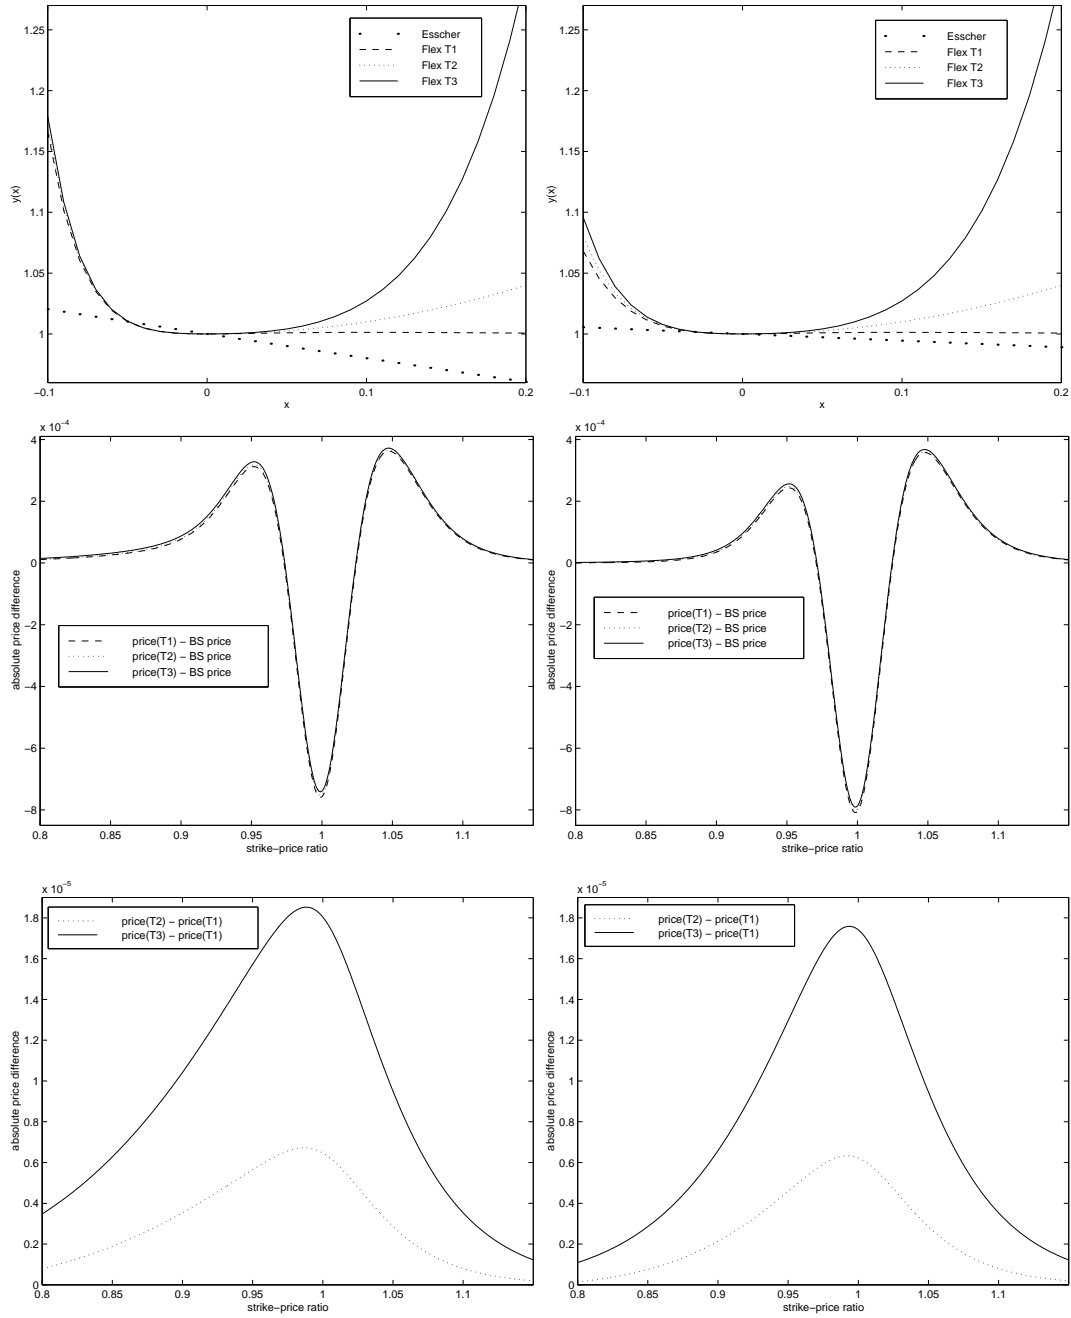 1.25
1.2
1.15
1.1
1.05
1
y(x)
−0.1
0
0.1
0.2
x
Esscher
Flex T1
Flex T2
Flex T3
1.25
1.2
1.15
1.1
1.05
1
y(x)
−0.1
0
0.1
0.2
x
Esscher
Flex T1
Flex T2
Flex T3
x 10⁻⁴
4
2
0
−2
−4
−6
−8
absolute price difference
price(T1) − BS price
price(T2) − BS price
price(T3) − BS price
0.8
0.85
0.9
0.95
1
1.05
1.1
strike−price ratio
x 10⁻⁴
4
2
0
−2
−4
−6
−8
absolute price difference
price(T1) − BS price
price(T2) − BS price
price(T3) − BS price
0.8
0.85
0.9
0.95
1
1.05
1.1
strike−price ratio
x 10⁻⁵
1.8
1.6
1.4
1.2
1
0.8
0.6
0.4
0.2
0
absolute price difference
price(T2) − price(T1)
price(T3) − price(T1)
0.8
0.85
0.9
0.95
1
1.05
1.1
strike−price ratio
x 10⁻⁵
1.8
1.6
1.4
1.2
1
0.8
0.6
0.4
0.2
0
absolute price difference
price(T2) − price(T1)
price(T3) − price(T1)
0.8
0.85
0.9
0.95
1
1.05
1.1
strike−price ratio